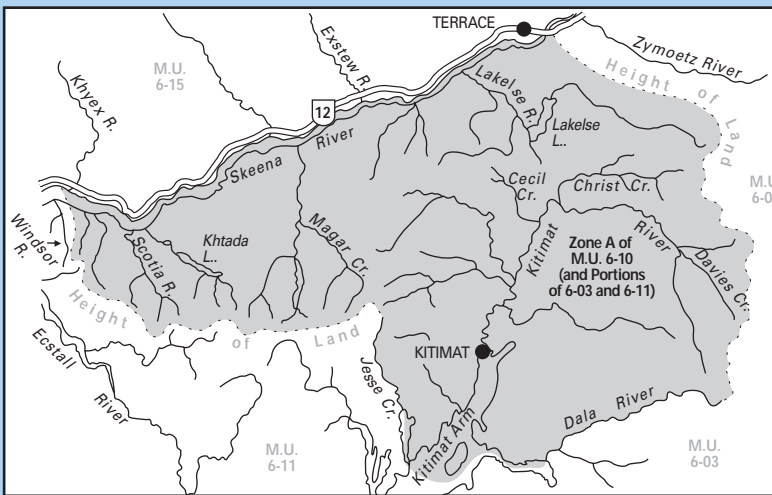 TERRACE
Zymoetz River
Exstew R.
M.U.
6-15
Khyex R.
Height of Land
12
Lakelse R.
Lakelse
L..
Skeena River
Cecil
Cr.
Christ Cr.
M.U.
Windsor
R.
Scotia R.
Khtada
L..
Magar Cr.
Kitimat River
Zone A of
M.U. 6-10
(and Portions
of 6-03 and 6-11)
Davies Cr.
Height of Land
Ecstall
River
KITIMAT
Jesse Cr.
Kitimat Arm
Dala River
M.U.
6-11
M.U.
6-03